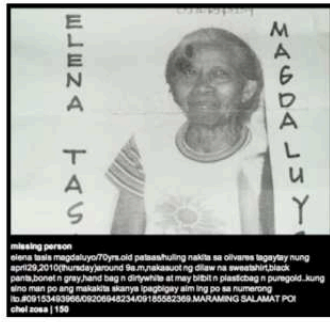 ELENA TASIS
MAGDALUYO
missing person
elena tasis magdaluyo/70yrs.old pataas/huling nakita sa olivares tagaytay nung
april29,2010(thursday)around 9a.m,nakasuot ng dilaw na sweatshirt,black
pants,bonet n gray,hand bag n dirtywhite at may bitbit n plasticbag n puregold..kung
sino man po ang makakita skanya ipagbigay alm lng po sa numerong
ito.#09153493966/09206948234/09185582369.MARAMING SALAMAT PO!
chel zosa | 150